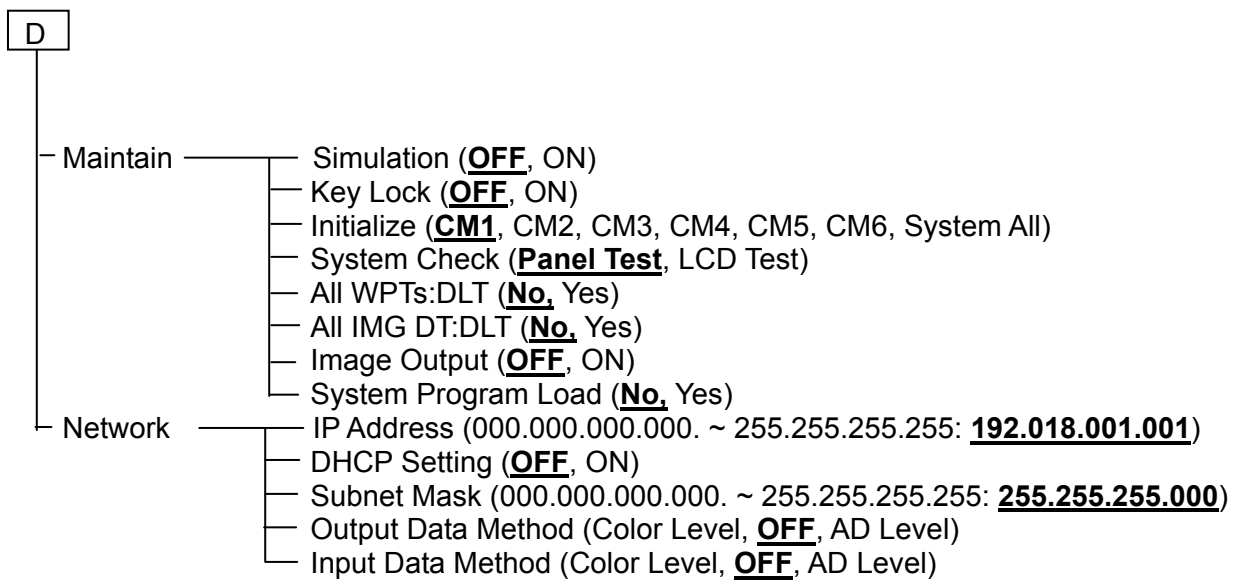 D
Maintain
Simulation (OFF, ON)
Key Lock (OFF, ON)
Initialize (CM1, CM2, CM3, CM4, CM5, CM6, System All)
System Check (Panel Test, LCD Test)
All WPTs:DLT (No, Yes)
All IMG DT:DLT (No, Yes)
Image Output (OFF, ON)
System Program Load (No, Yes)
Network
IP Address (000.000.000.000. ~ 255.255.255.255: 192.018.001.001)
DHCP Setting (OFF, ON)
Subnet Mask (000.000.000.000. ~ 255.255.255.255: 255.255.255.000)
Output Data Method (Color Level, OFF, AD Level)
Input Data Method (Color Level, OFF, AD Level)